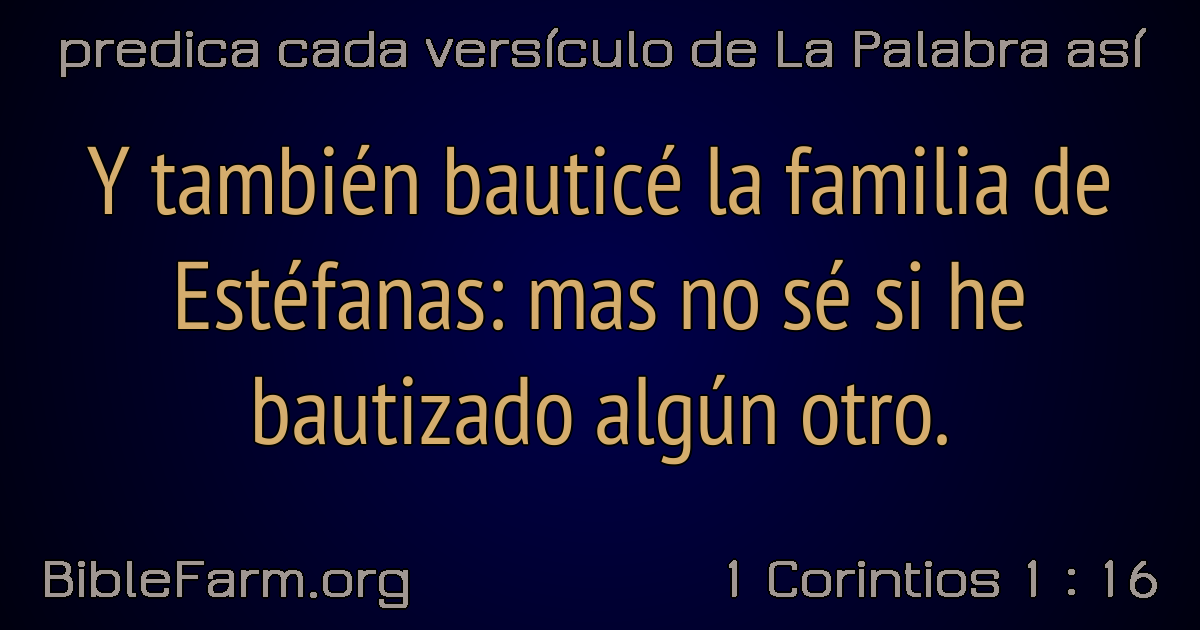 predica cada versículo de La Palabra así
Y también bauticé la familia de
Estéfanas: mas no sé si he
bautizado algún otro.
BibleFarm.org
1 Corintios 1 : 16